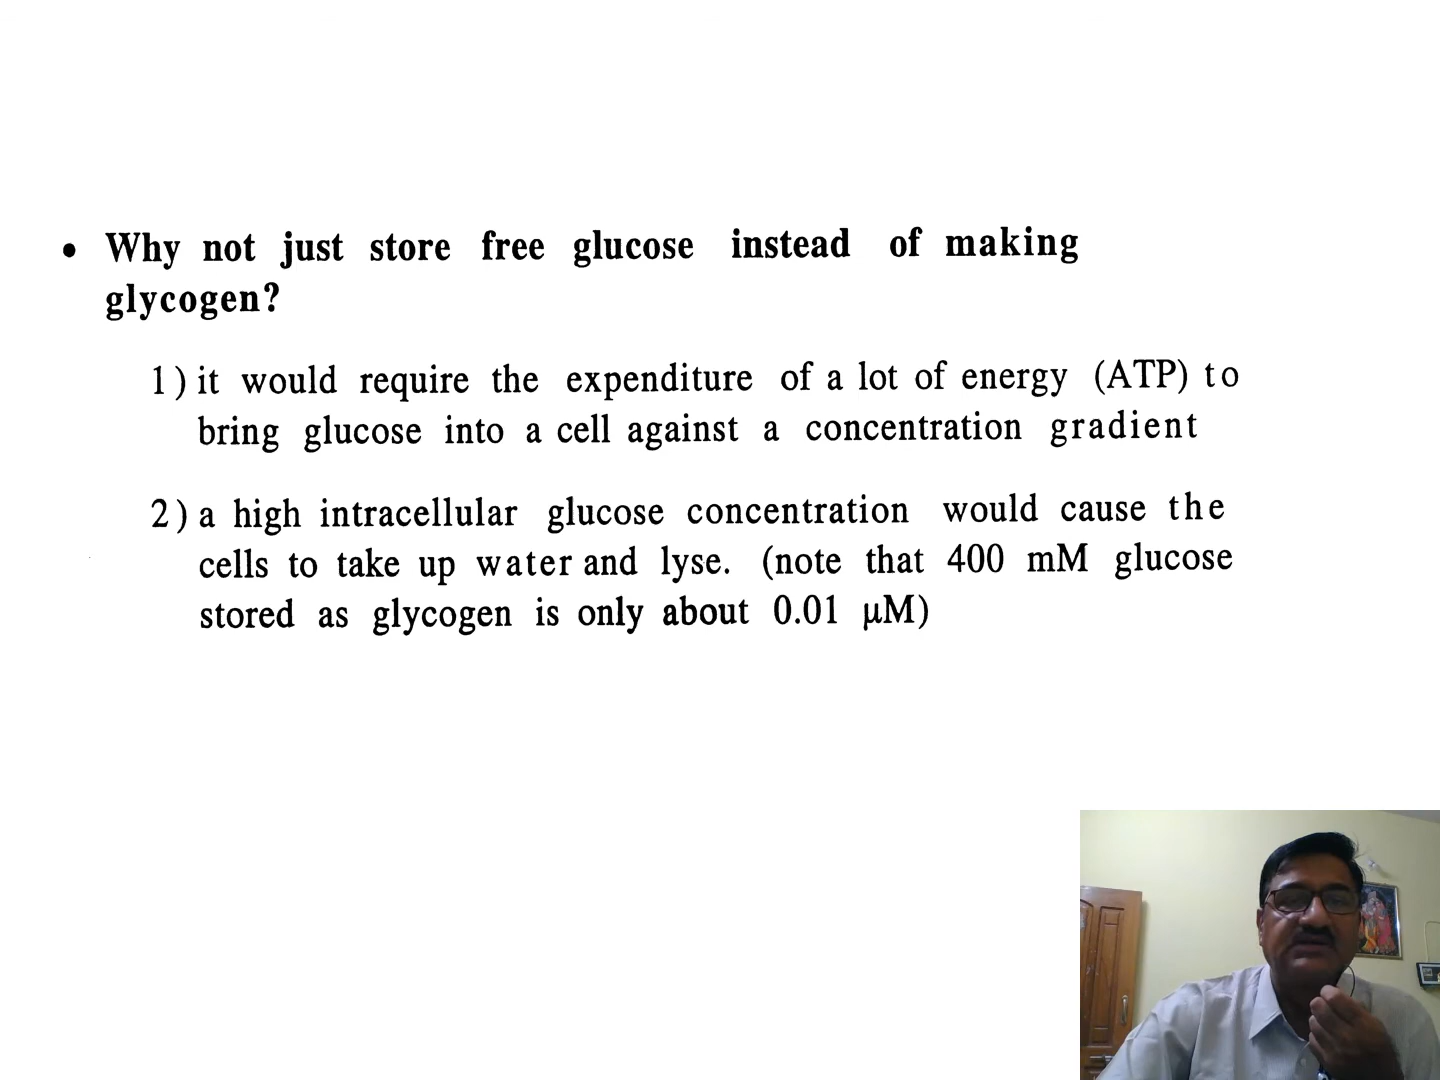 • Why not just store free glucose instead of making
glycogen?
1) it would require the expenditure of a lot of energy (ATP) to
bring glucose into a cell against a concentration gradient
2) a high intracellular glucose concentration would cause the
cells to take up water and lyse. (note that 400 mM glucose
stored as glycogen is only about 0.01 µM)